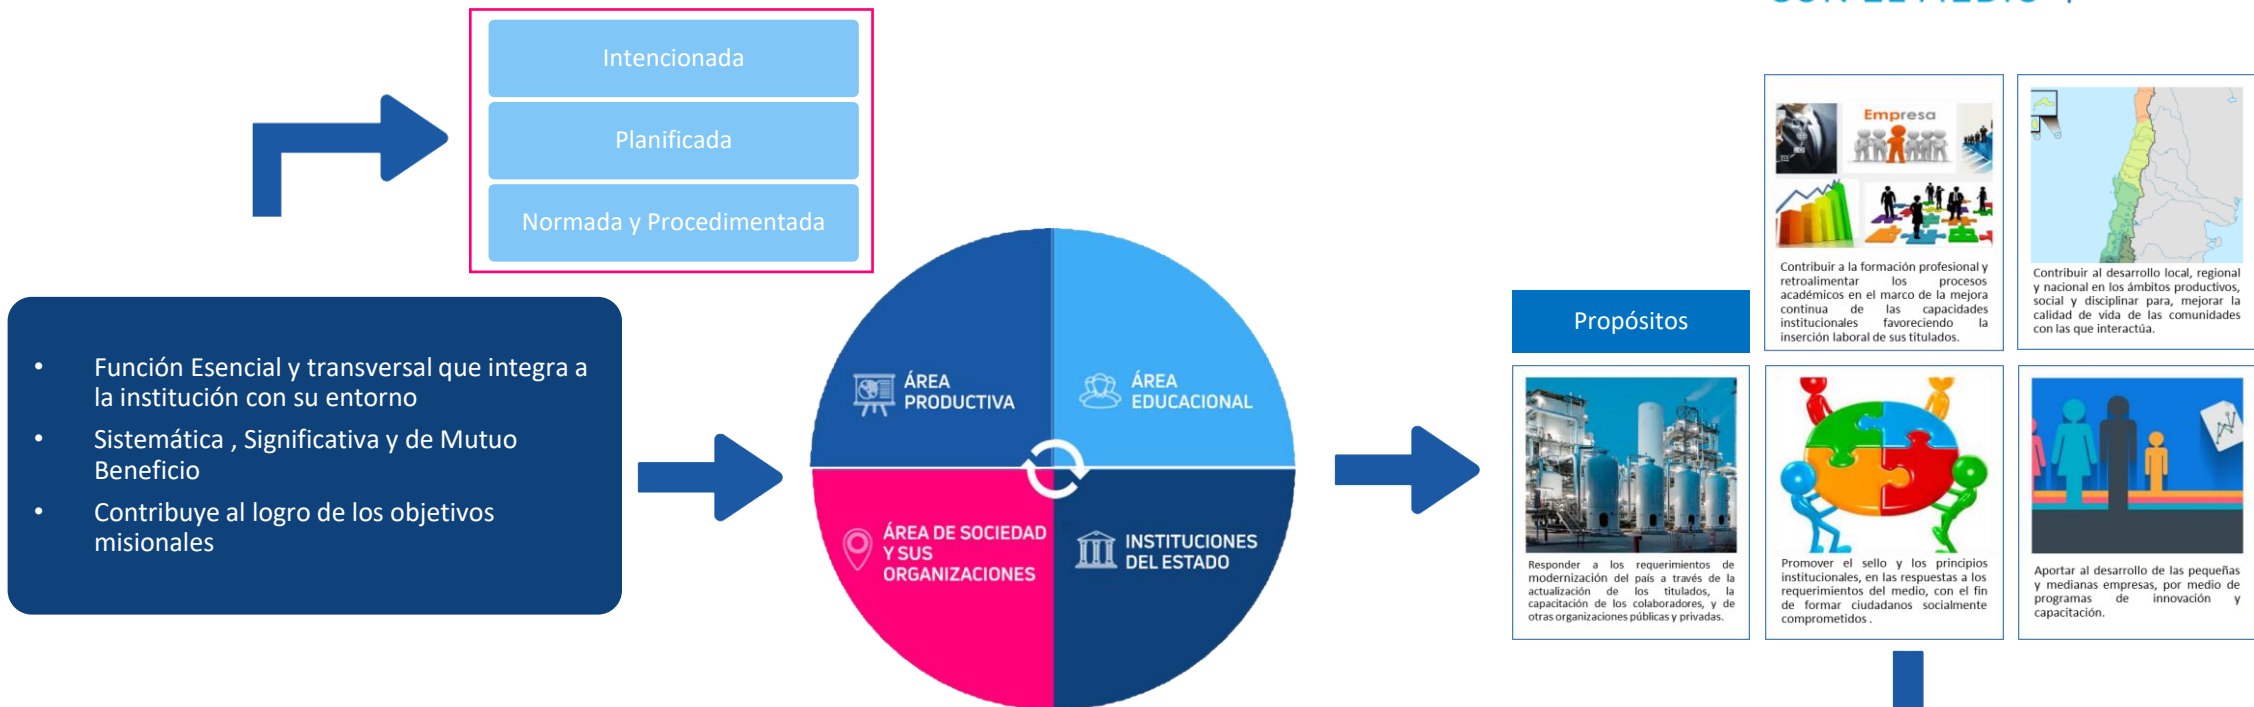 CON EL MEDIO
Intencionada
Planificada
Normada y Procedimentada
• Función Esencial y transversal que integra a
la institución con su entorno
• Sistemática , Significativa y de Mutuo
Beneficio
• Contribuye al logro de los objetivos
misionales
ÁREA
PRODUCTIVA
ÁREA
EDUCACIONAL
ÁREA DE SOCIEDAD
Y SUS
ORGANIZACIONES
INSTITUCIONES
DEL ESTADO
Propósitos
Empresa
Contribuir a la formación profesional y
retroalimentar los procesos
académicos en el marco de la mejora
continua de las capacidades
institucionales favoreciendo la
inserción laboral de sus titulados.
Contribuir al desarrollo local, regional
y nacional en los ámbitos productivos,
social y disciplinar para, mejorar la
calidad de vida de las comunidades
con las que interactúa.
Responder a los requerimientos de
modernización del país a través de la
actualización de los titulados, la
capacitación de los colaboradores, y de
otras organizaciones públicas y privadas.
Promover el sello y los principios
institucionales, en las respuestas a los
requerimientos del medio, con el fin
de formar ciudadanos socialmente
comprometidos .
Aportar al desarrollo de las pequeñas
y medianas empresas, por medio de
programas de innovación y
capacitación.